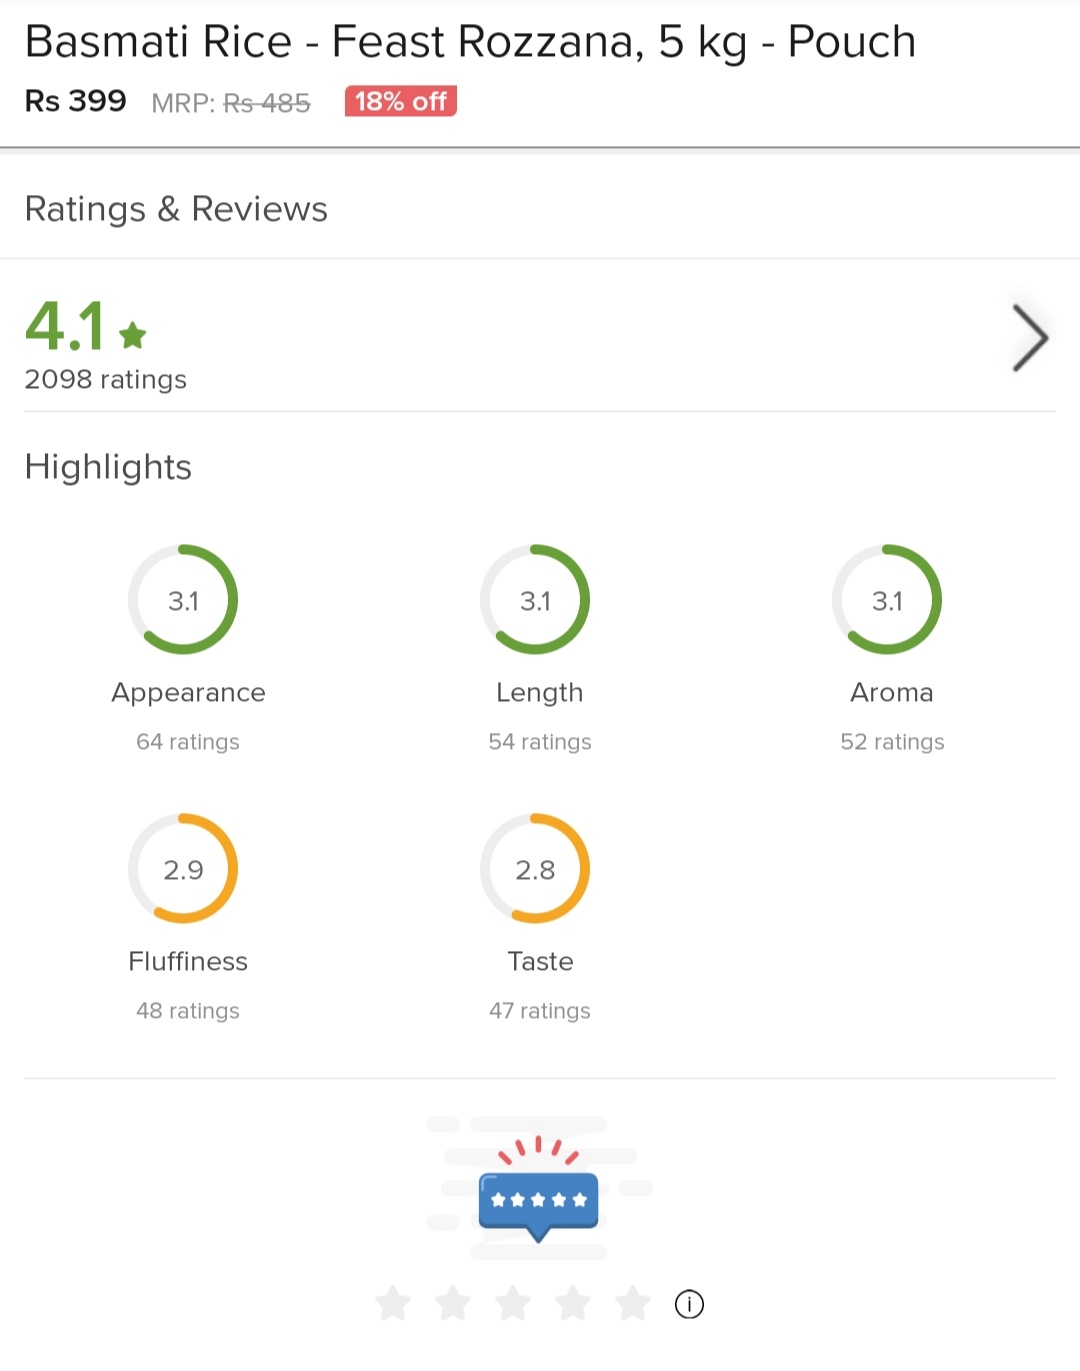 Basmati Rice - Feast Rozzana, 5 kg - Pouch
Rs 399 MRP: Rs 485 18% off
Ratings & Reviews
4.1
2098 ratings
Highlights
3.1 3.1 3.1
Appearance Length Aroma
64 ratings 54 ratings 52 ratings
2.9 2.8
Fluffiness Taste
48 ratings 47 ratings